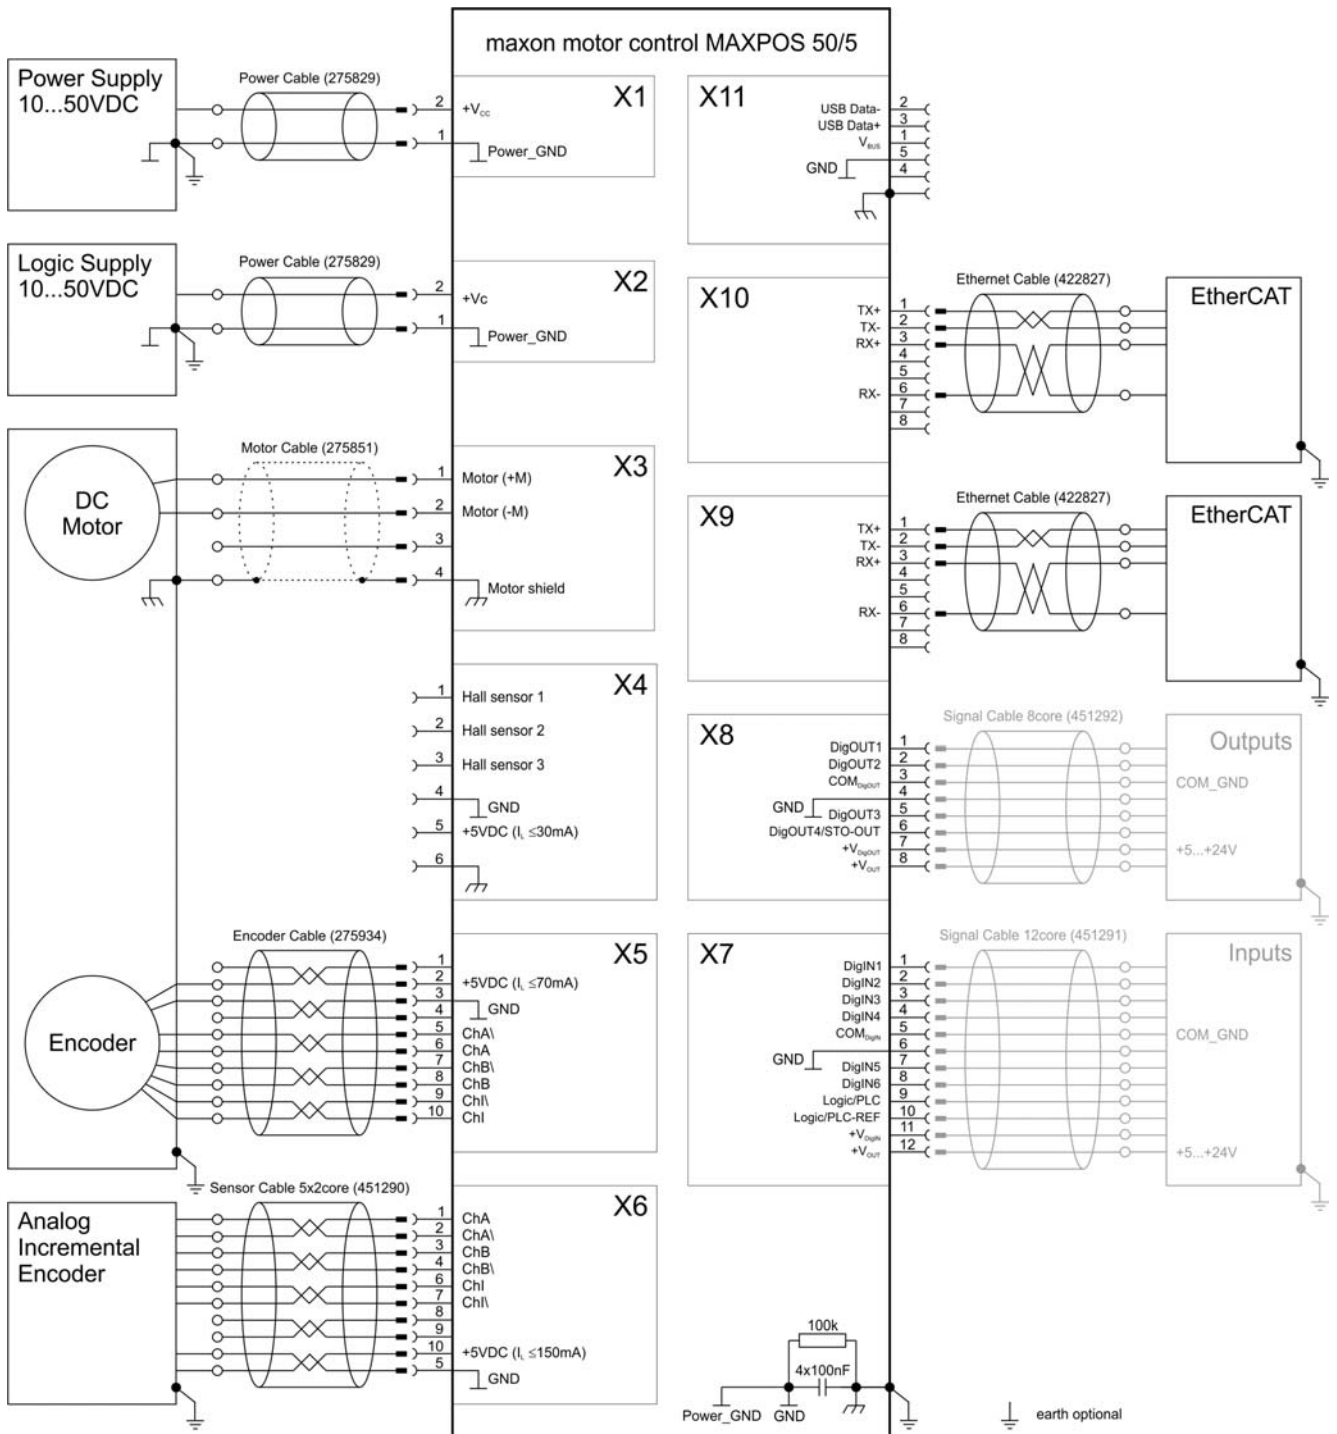 maxon motor control MAXPOS 50/5
Power Supply
10...50VDC
Power Cable (275829)
2
+Vcc
1
Power_GND
X1
Logic Supply
10...50VDC
Power Cable (275829)
2
+Vc
1
Power_GND
X2
DC
Motor
Motor Cable (275851)
1
Motor (+M)
2
Motor (-M)
3
4
Motor shield
X3
X4
1
Hall sensor 1
2
Hall sensor 2
3
Hall sensor 3
4
GND
5
+5VDC (IL ≤30mA)
6
Encoder
Encoder Cable (275934)
X5
1
2
+5VDC (IL ≤70mA)
3
GND
4
5
ChA\
6
ChA
7
ChB\
8
ChB
9
ChI\
10
ChI
Analog
Incremental
Encoder
Sensor Cable 5x2core (451290)
X6
1
ChA
2
ChA\
3
ChB
4
ChB\
6
ChI
7
ChI\
8
9
10
+5VDC (IL ≤150mA)
5
GND
X11
USB Data-
2
USB Data+
3
VBUS
1
GND
5
4
X10
Ethernet Cable (422827)
EtherCAT
TX+
1
TX-
2
RX+
3
4
5
RX-
6
7
8
X9
Ethernet Cable (422827)
EtherCAT
TX+
1
TX-
2
RX+
3
4
5
RX-
6
7
8
X8
Signal Cable 8core (451292)
Outputs
DigOUT1
1
DigOUT2
2
COMDigOUT
3
COM_GND
GND
4
DigOUT3
5
DigOUT4/STO-OUT
6
+VDigOUT
7
+5...+24V
+VOUT
8
X7
Signal Cable 12core (451291)
Inputs
DigIN1
1
DigIN2
2
DigIN3
3
DigIN4
4
COMDigIN
5
COM_GND
GND
6
DigIN5
7
DigIN6
8
Logic/PLC
9
Logic/PLC-REF
10
+VDigIN
11
+VOUT
12
+5...+24V
100k
4x100nF
Power_GND
GND
earth optional